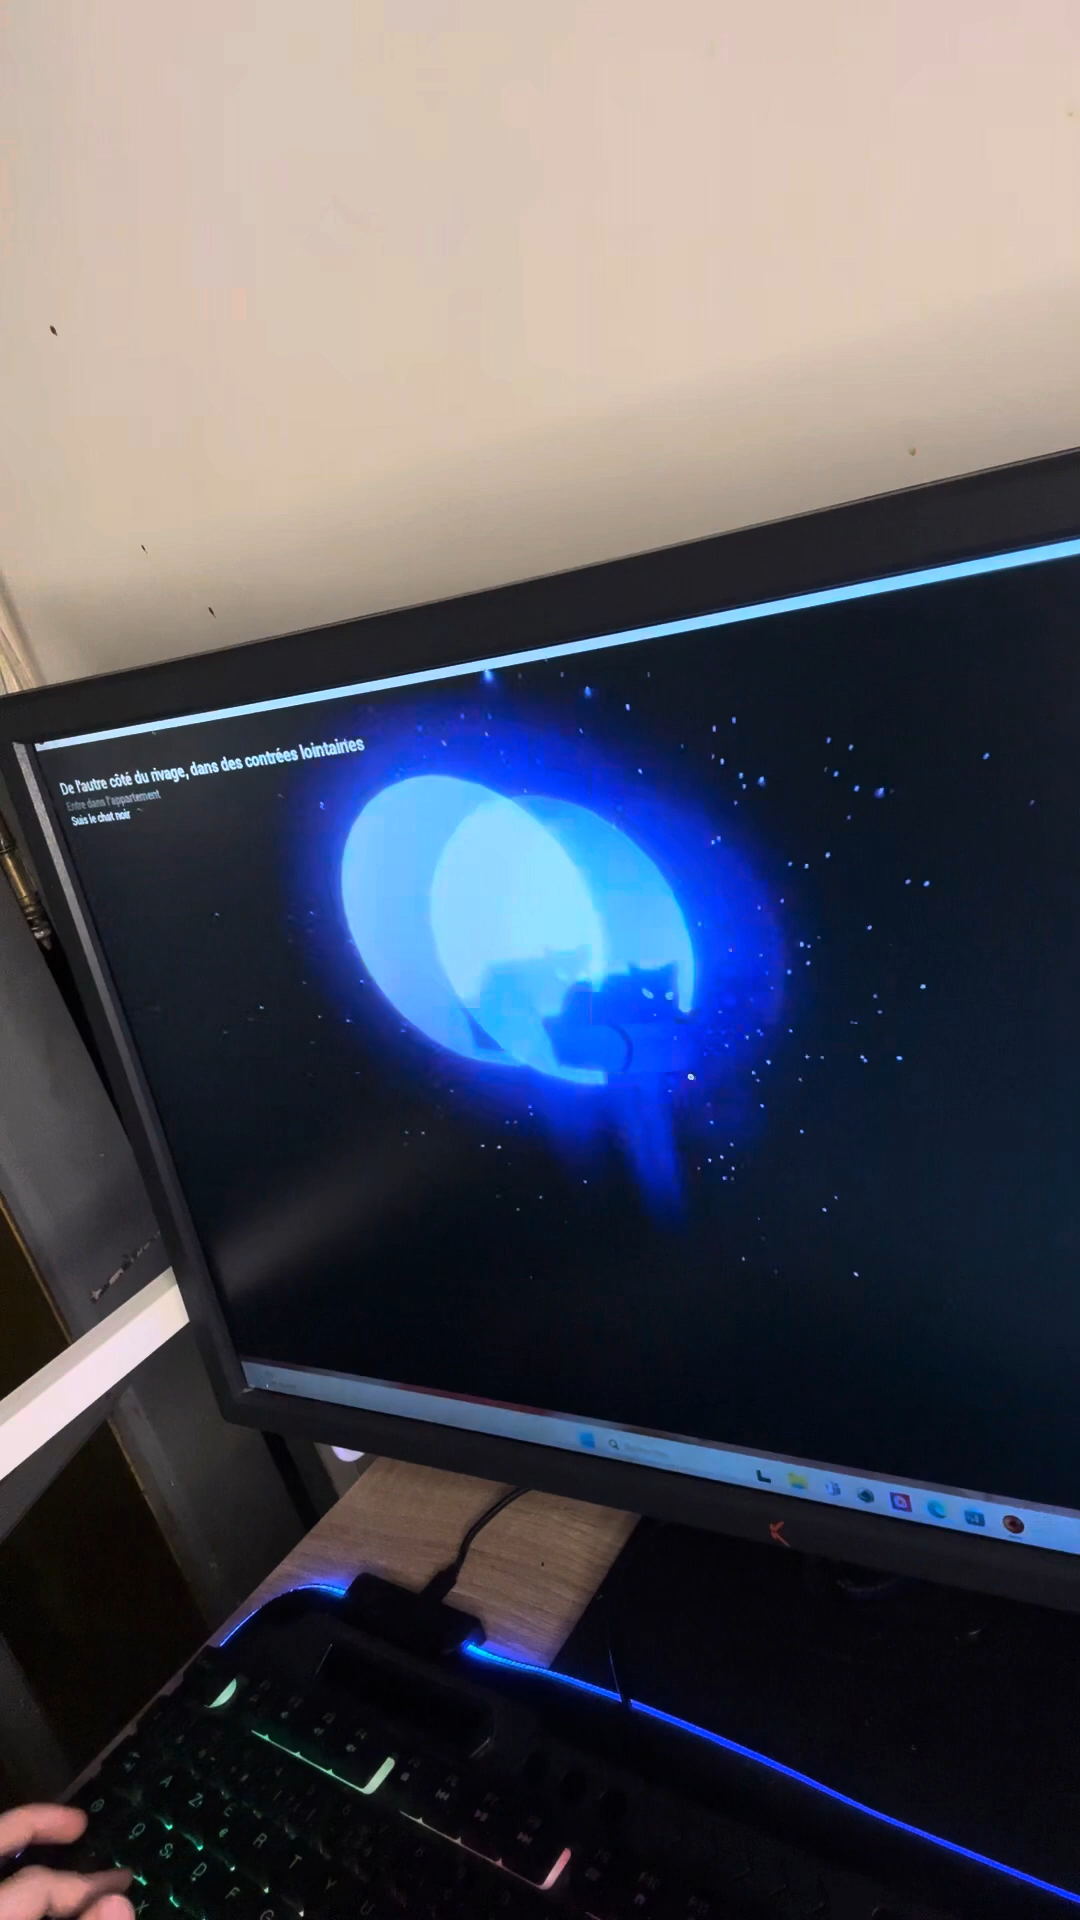 De l'autre côté du rivage, dans des contrées lointaines
Entre dans l'appartement
Suis le chat noir
A
Z
E
R
T
Y
U
Q
S
D
F
G
X